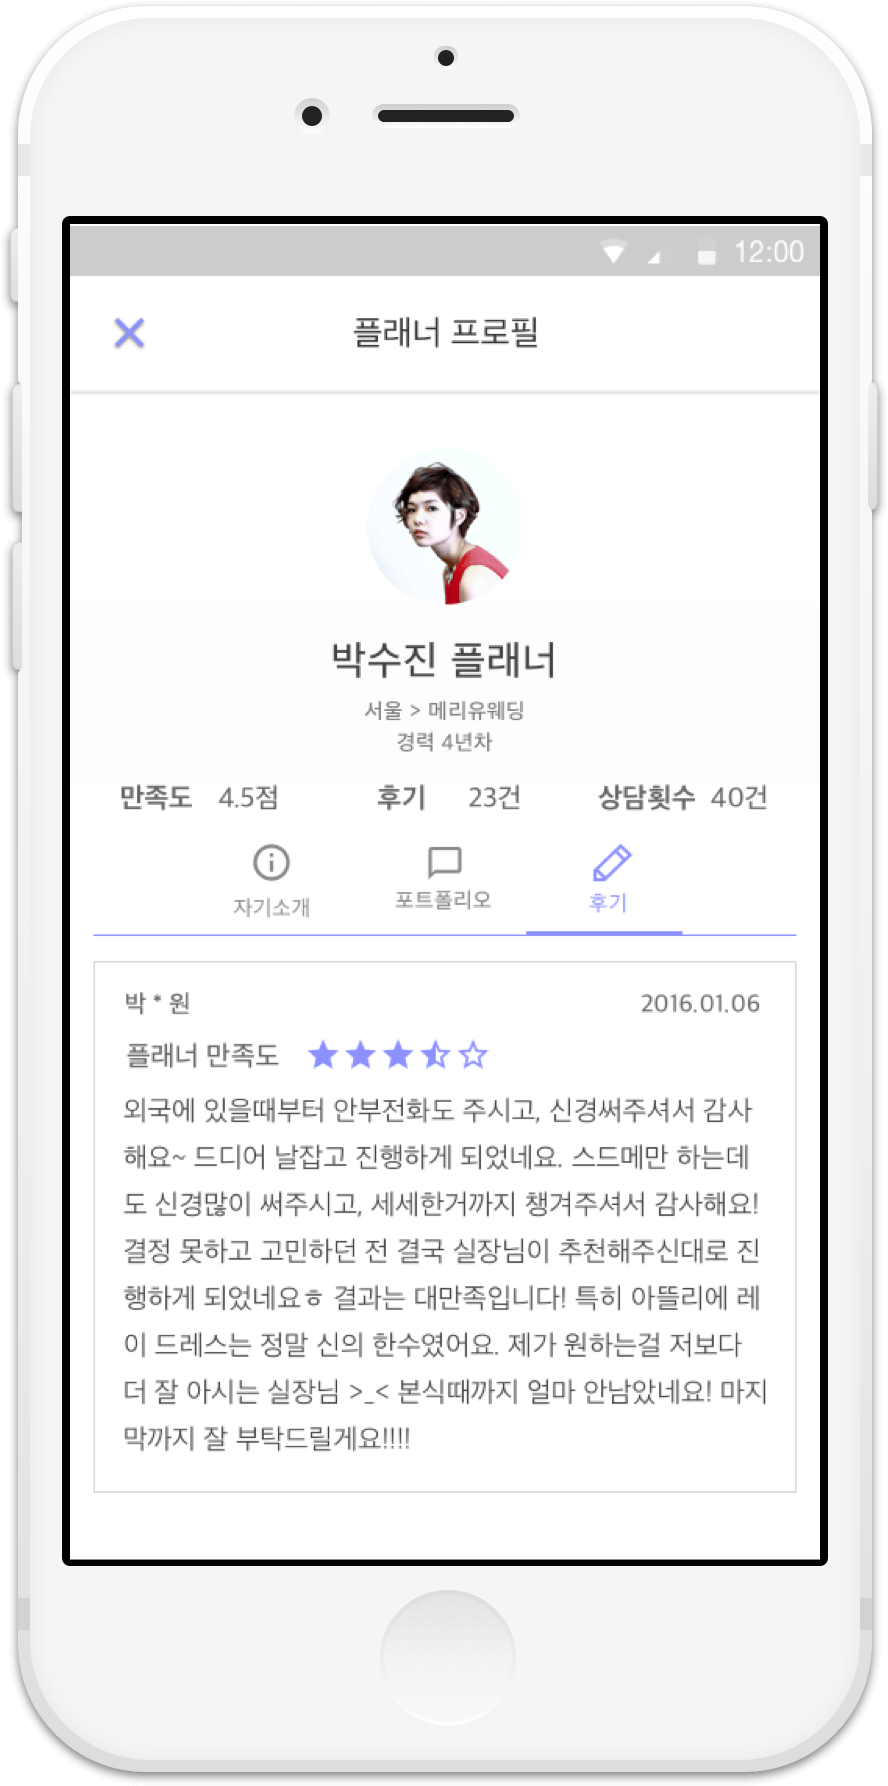 12:00
플래너 프로필
박수진 플래너
서울 > 메리유웨딩
경력 4년차
만족도 4.5점 후기 23건 상담횟수 40건
자기소개 포트폴리오 후기
박 * 원 2016.01.06
플래너 만족도
외국에 있을때부터 안부전화도 주시고, 신경써주셔서 감사
해요~ 드디어 날잡고 진행하게 되었네요. 스드메만 하는데
도 신경많이 써주시고, 세세한거까지 챙겨주셔서 감사해요!
결정 못하고 고민하던 전 결국 실장님이 추천해주신대로 진
행하게 되었네요ㅎ 결과는 대만족입니다! 특히 아뜰리에 레
이 드레스는 정말 신의 한수였어요. 제가 원하는걸 저보다
더 잘 아시는 실장님 >_< 본식때까지 얼마 안남았네요! 마지
막까지 잘 부탁드릴게요!!!!